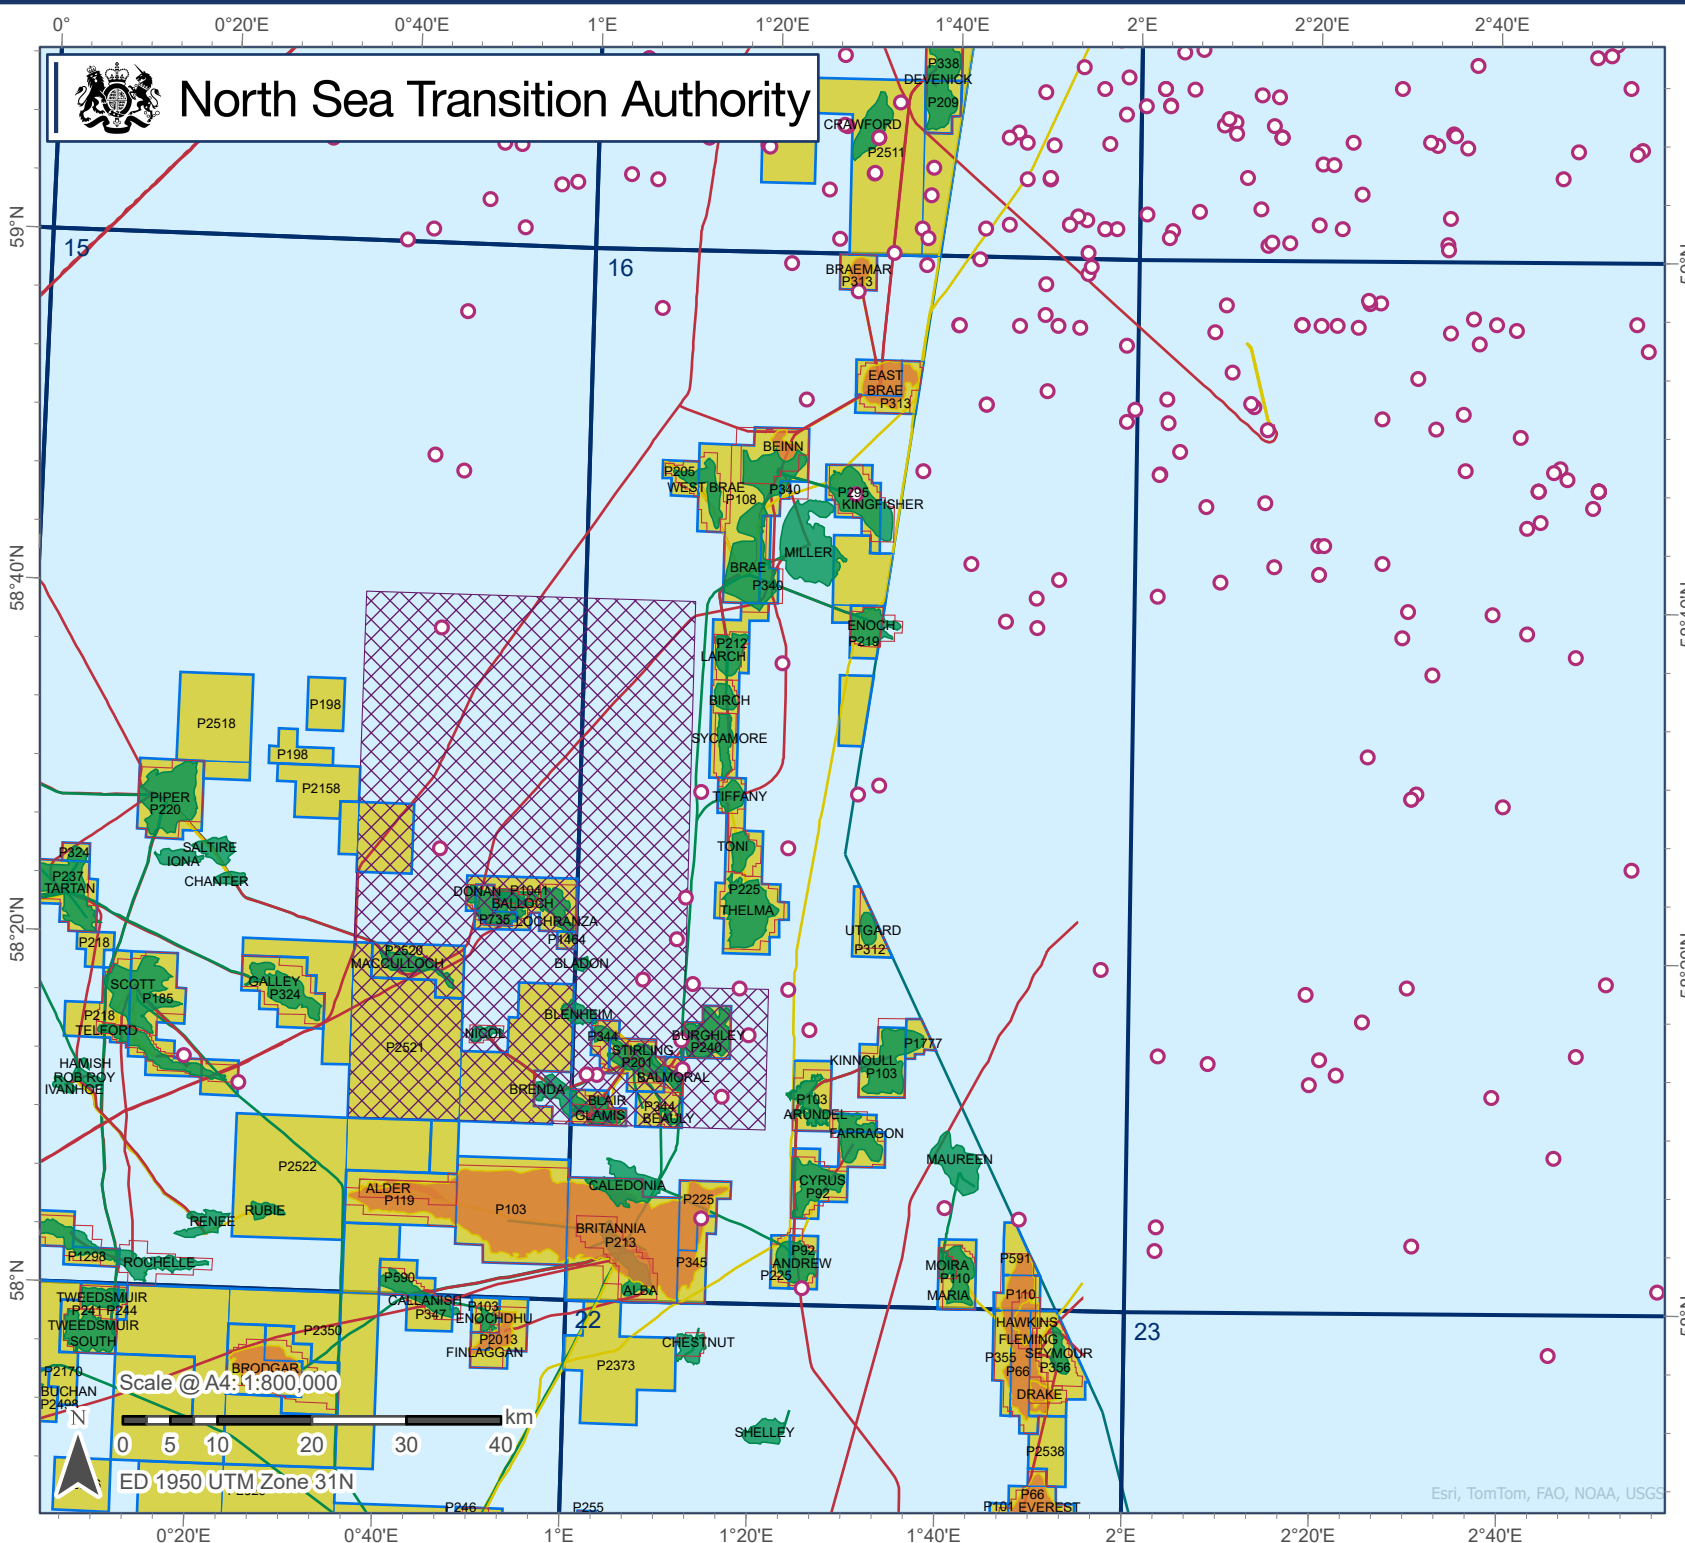 0° 0°20'E 0°40'E 1°E 1°20'E 1°40'E 2°E 2°20'E 2°40'E
North Sea Transition Authority
P338
DEVENICK
P209
CRAWFORD
P2511
59°N
15
16
BRAEMAR
P313
EAST
BRAE
P313
BEINN
P205
WEST BRAE
P108
P340
P295
KINGFISHER
MILLER
58°40'N
BRAE
P340
ENOCH
P219
P212
LARCH
BIRCH
SYCAMORE
TIFFANY
TONI
P225
THELMA
P2518
P198
P198
P2158
PIPER
P220
SALTIRE
IONA
CHANTER
P324
P237
TARTAN
P218
58°20'N
DONAN
P1041
BALLOCH
P735
LOCHRANZA
P1464
BLADON
P2520
MACCULLOCH
UTGARD
P312
SCOTT
P185
GALLEY
P324
P218
TELFORD
HAMISH
ROB ROY
IVANHOE
P2521
NICOL
BLENHEIM
P344
STIRLING
P201
BALMORAL
BURGHLEY
P240
BRENDA
BLAIR
GLAMIS
P344
BEAULY
P1777
KINNOULL
P103
P103
ARUNDEL
FARRAGON
MAUREEN
CYRUS
P92
P2522
RUBIE
RENEE
P1298
ROCHELLE
ALDER
P119
P103
CALEDONIA
P225
BRITANNIA
P213
P345
ALBA
P92
ANDREW
P225
MOIRA
P110
MARIA
P591
P110
58°N
TWEEDSMUIR
P241 P244
TWEEDSMUIR
SOUTH
P590
CALLANISH
P347
P103
ENOCHDHU
P2013
FINLAGGAN
P2350
22
23
P2373
CHESTNUT
HAWKINS
FLEMING
SEYMOUR
P355
P356
P66
DRAKE
BRODGAR
P2170
BUCHAN
P2498
SHELLEY
P2538
P66
P101 EVEREST
P246
P255
Scale @ A4: 1:800,000
N
km
0 5 10 20 30 40
ED 1950 UTM Zone 31N
Esri, TomTom, FAO, NOAA, USGS
0°20'E 0°40'E 1°E 1°20'E 1°40'E 2°E 2°20'E 2°40'E